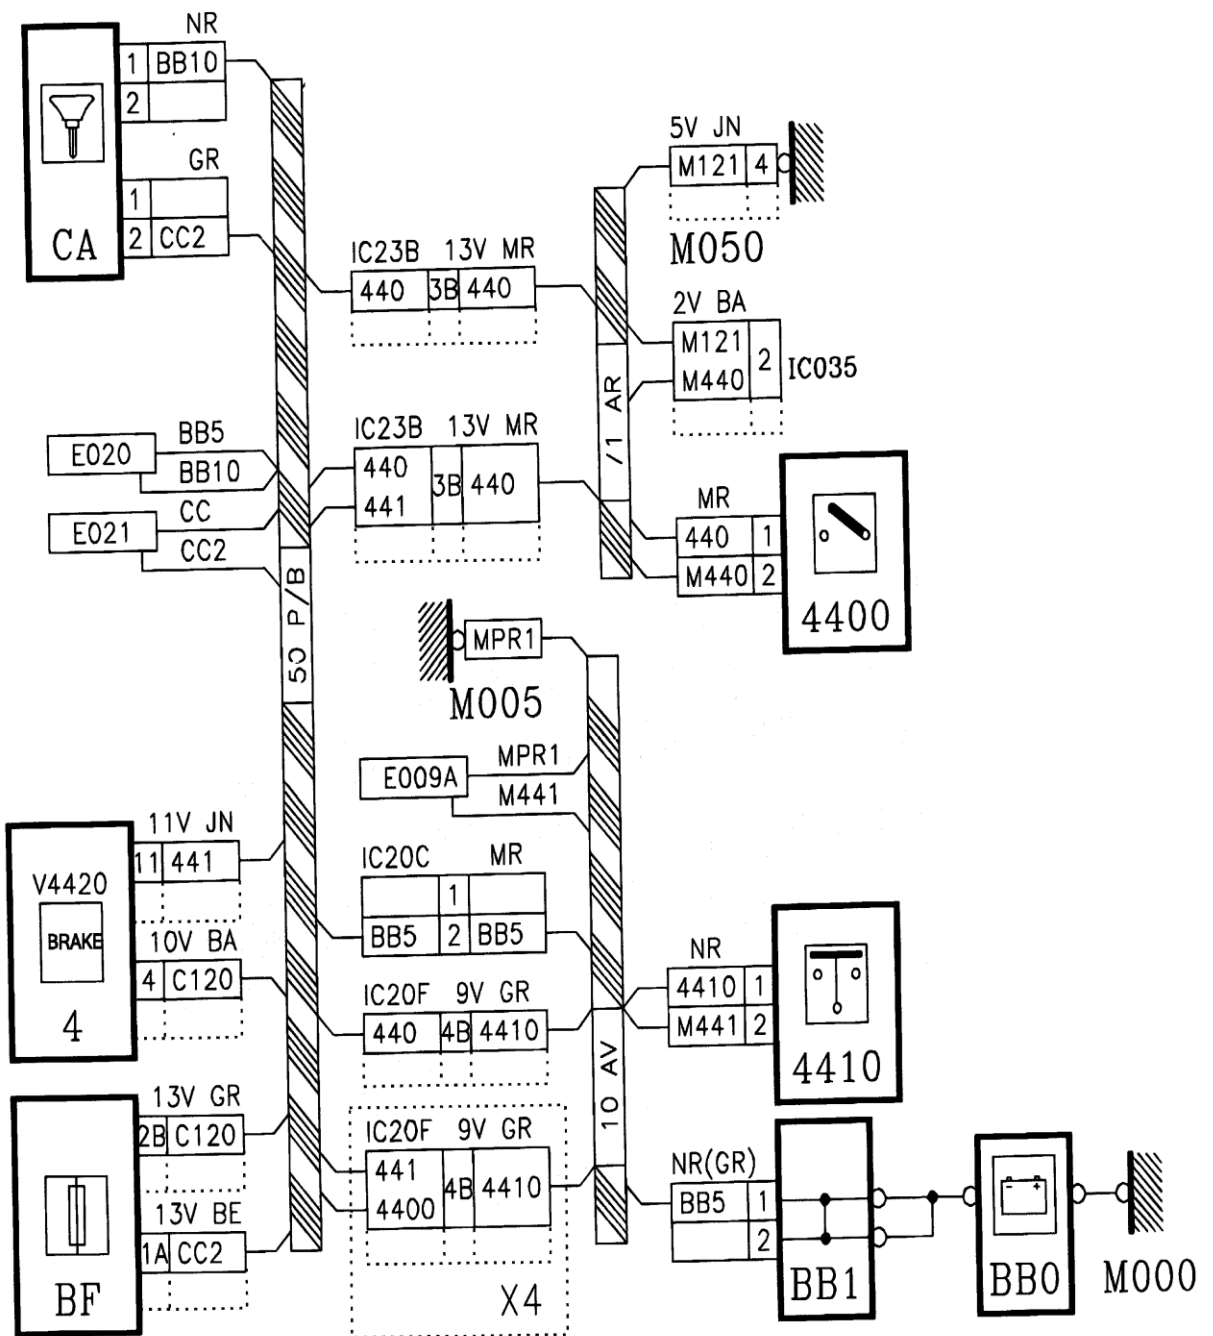 NR
1 BB10
2
GR
1
2 CC2
CA
5V JN
M121 4
M050
IC23B 13V MR
440 3B 440
2V BA
M121
M440
2
IC035
/1 AR
E020
BB5
BB10
E021
CC
CC2
IC23B 13V MR
440
441
3B 440
MR
440 1
M440 2
4400
50 P/B
MPR1
M005
E009A
MPR1
M441
11V JN
11 441
V4420
BRAKE
10V BA
4 C120
4
IC20C MR
1
BB5 2 BB5
IC20F 9V GR
440 4B 4410
NR
4410 1
M441 2
4410
10 AV
13V GR
2B C120
13V BE
1A CC2
BF
IC20F 9V GR
441
4400
4B 4410
X4
NR(GR)
BB5 1
2
BB1
- +
BB0
M000